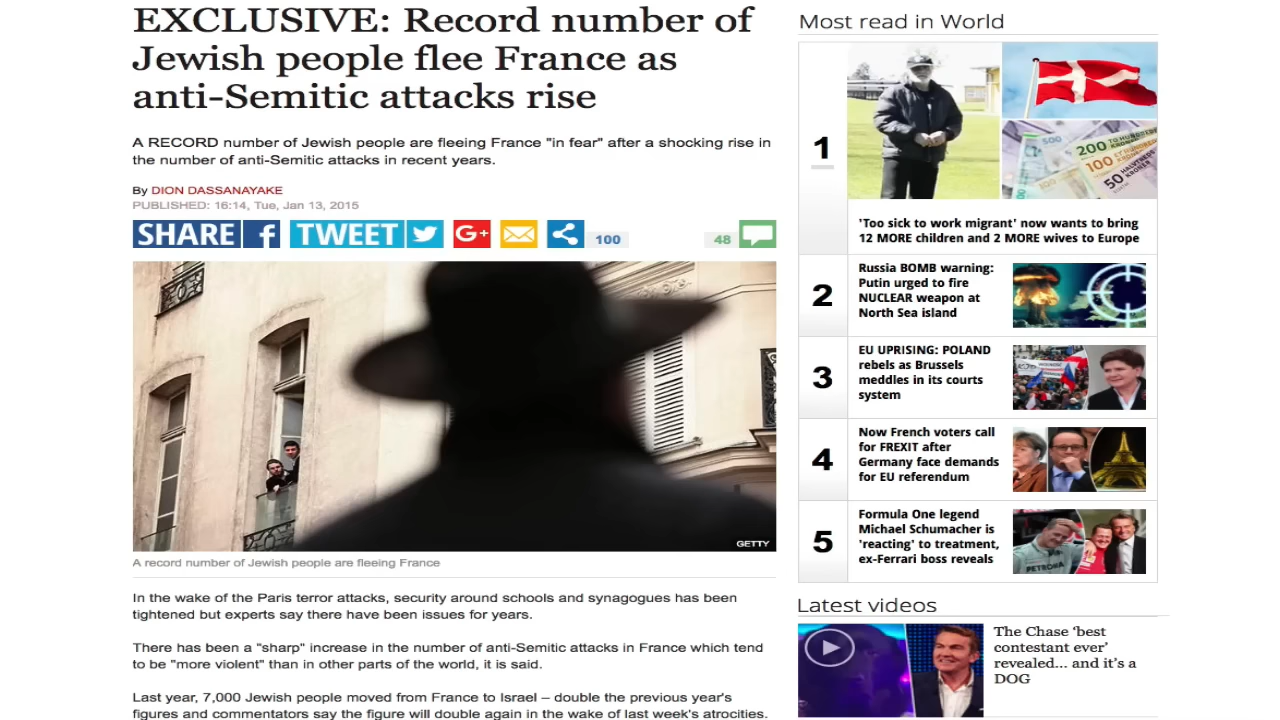 EXCLUSIVE: Record number of
Jewish people flee France as
anti-Semitic attacks rise
A RECORD number of Jewish people are fleeing France "in fear" after a shocking rise in
the number of anti-Semitic attacks in recent years.
By DION DASSANAYAKE
PUBLISHED: 16:14, Tue, Jan 13, 2015
SHARE f TWEET G+ 100 48
GETTY
A record number of Jewish people are fleeing France
In the wake of the Paris terror attacks, security around schools and synagogues has been
tightened but experts say there have been issues for years.
There has been a "sharp" increase in the number of anti-Semitic attacks in France which tend
to be "more violent" than in other parts of the world, it is said.
Last year, 7,000 Jewish people moved from France to Israel – double the previous year's
figures and commentators say the figure will double again in the wake of last week's atrocities.
Most read in World
1
500
200
100
100
50
KRONER
'Too sick to work migrant' now wants to bring
12 MORE children and 2 MORE wives to Europe
2
Russia BOMB warning:
Putin urged to fire
NUCLEAR weapon at
North Sea island
3
EU UPRISING: POLAND
rebels as Brussels
meddles in its courts
system
4
Now French voters call
for FREXIT after
Germany face demands
for EU referendum
5
Formula One legend
Michael Schumacher is
'reacting' to treatment,
ex-Ferrari boss reveals
PETRONAS
Latest videos
The Chase ‘best
contestant ever’
revealed... and it’s a
DOG